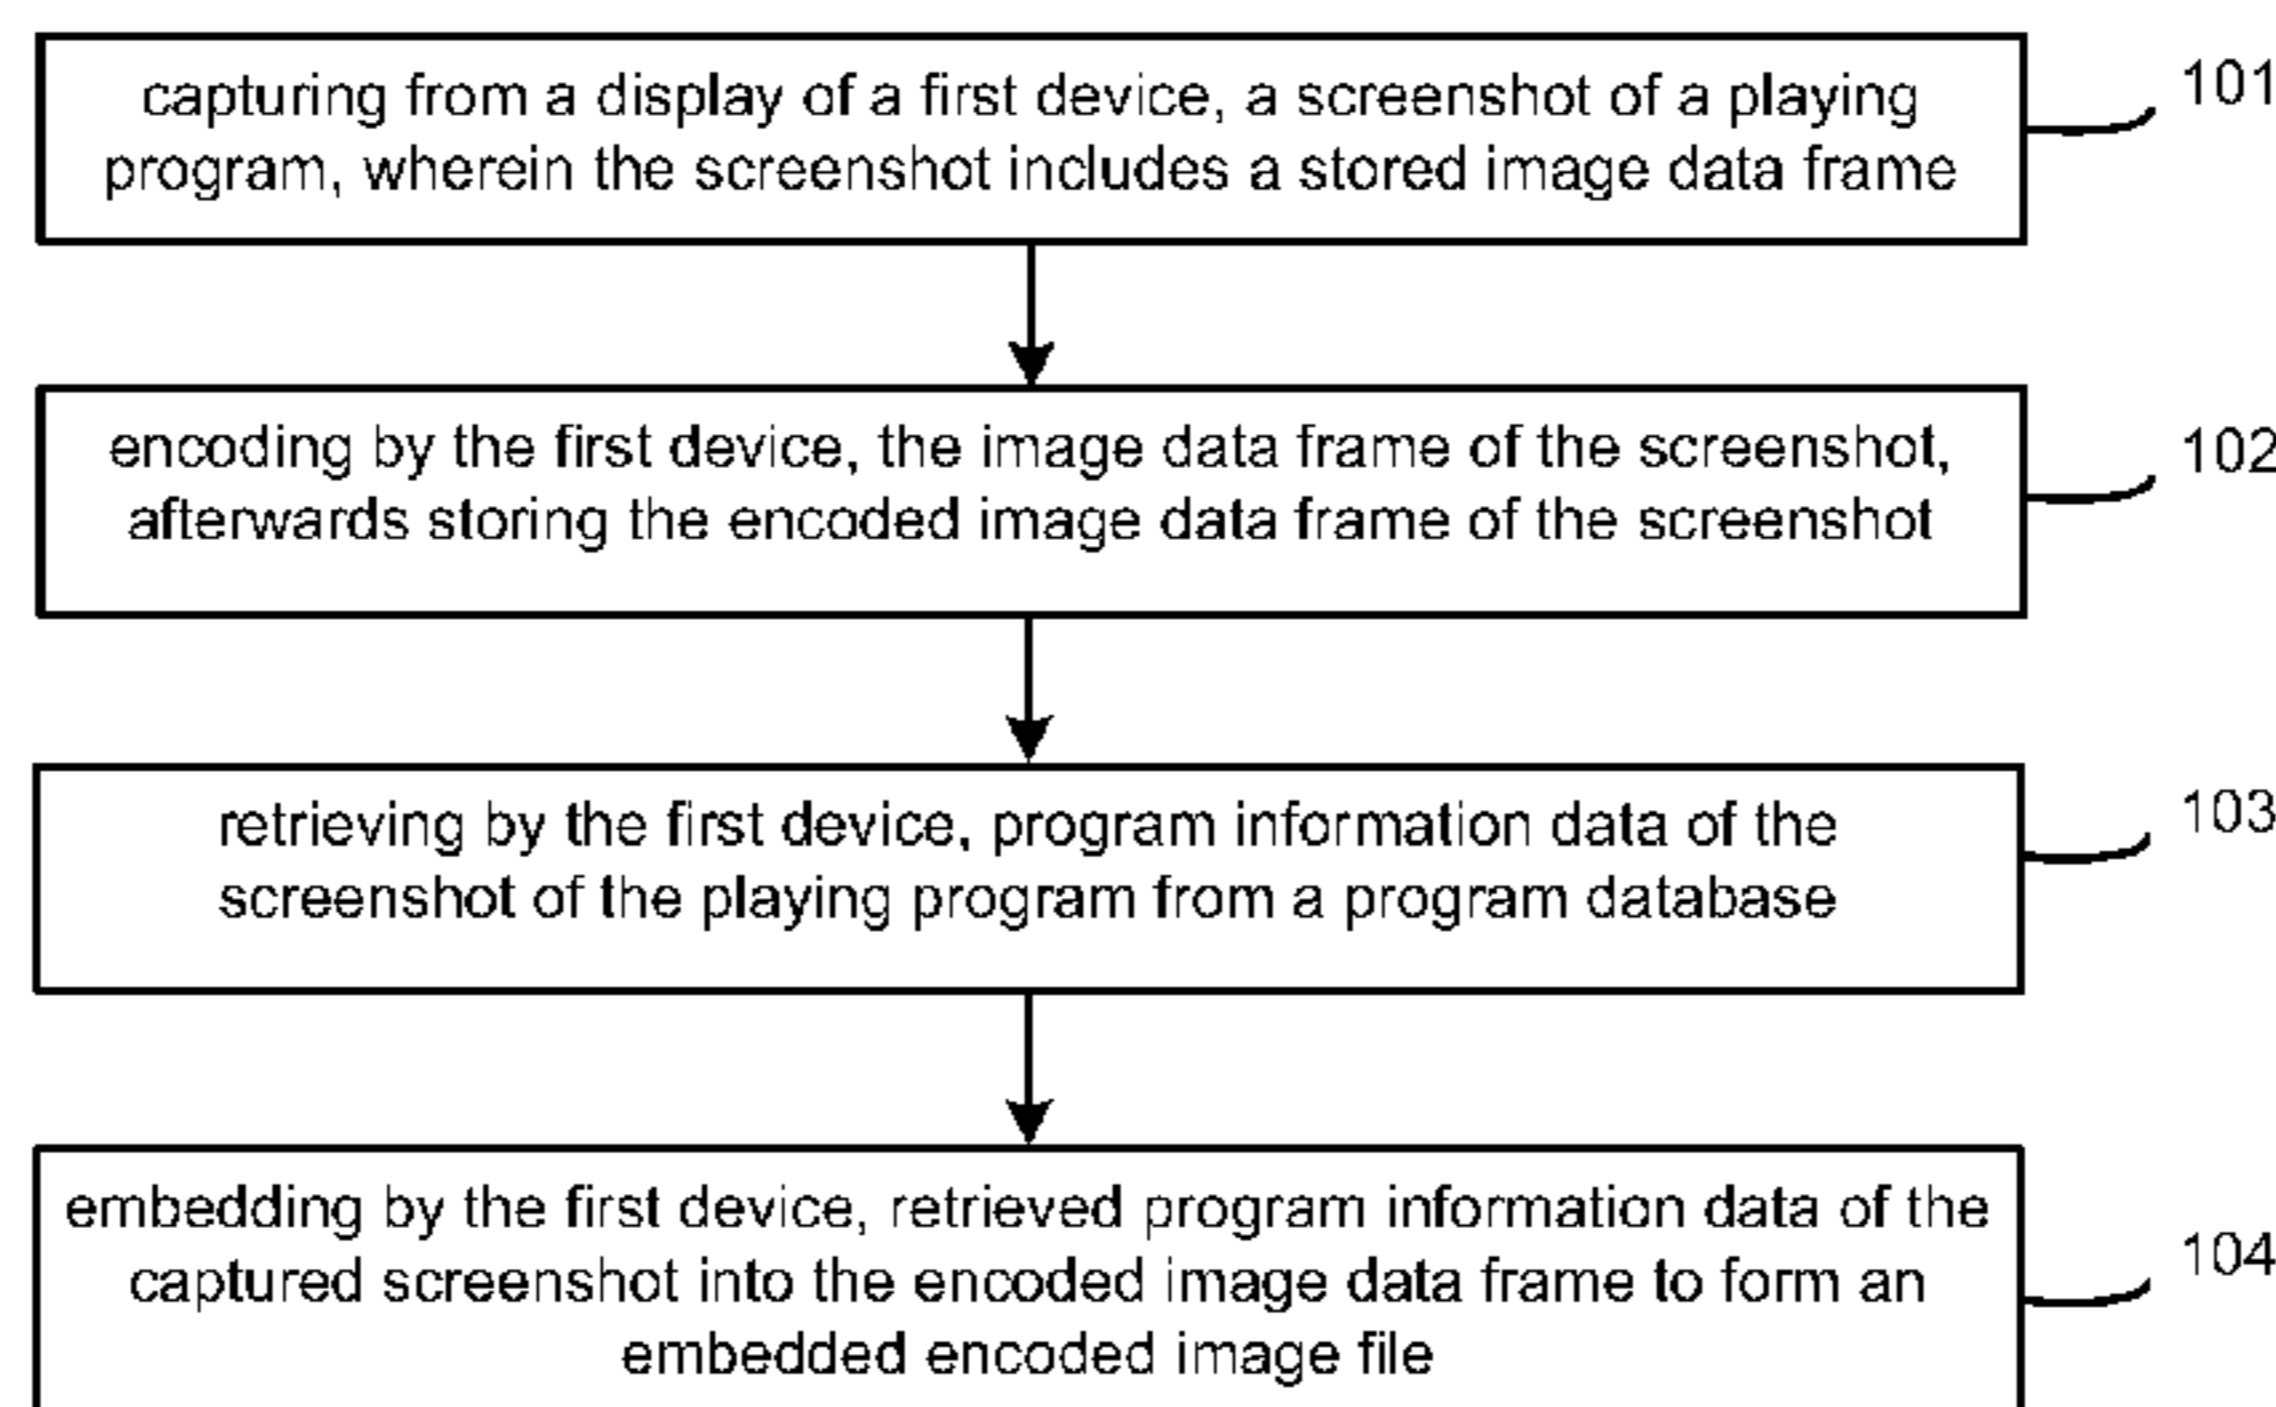 capturing from a display of a first device, a screenshot of a playing
program, wherein the screenshot includes a stored image data frame
101
encoding by the first device, the image data frame of the screenshot,
afterwards storing the encoded image data frame of the screenshot
102
retrieving by the first device, program information data of the
screenshot of the playing program from a program database
103
embedding by the first device, retrieved program information data of the
captured screenshot into the encoded image data frame to form an
embedded encoded image file
104